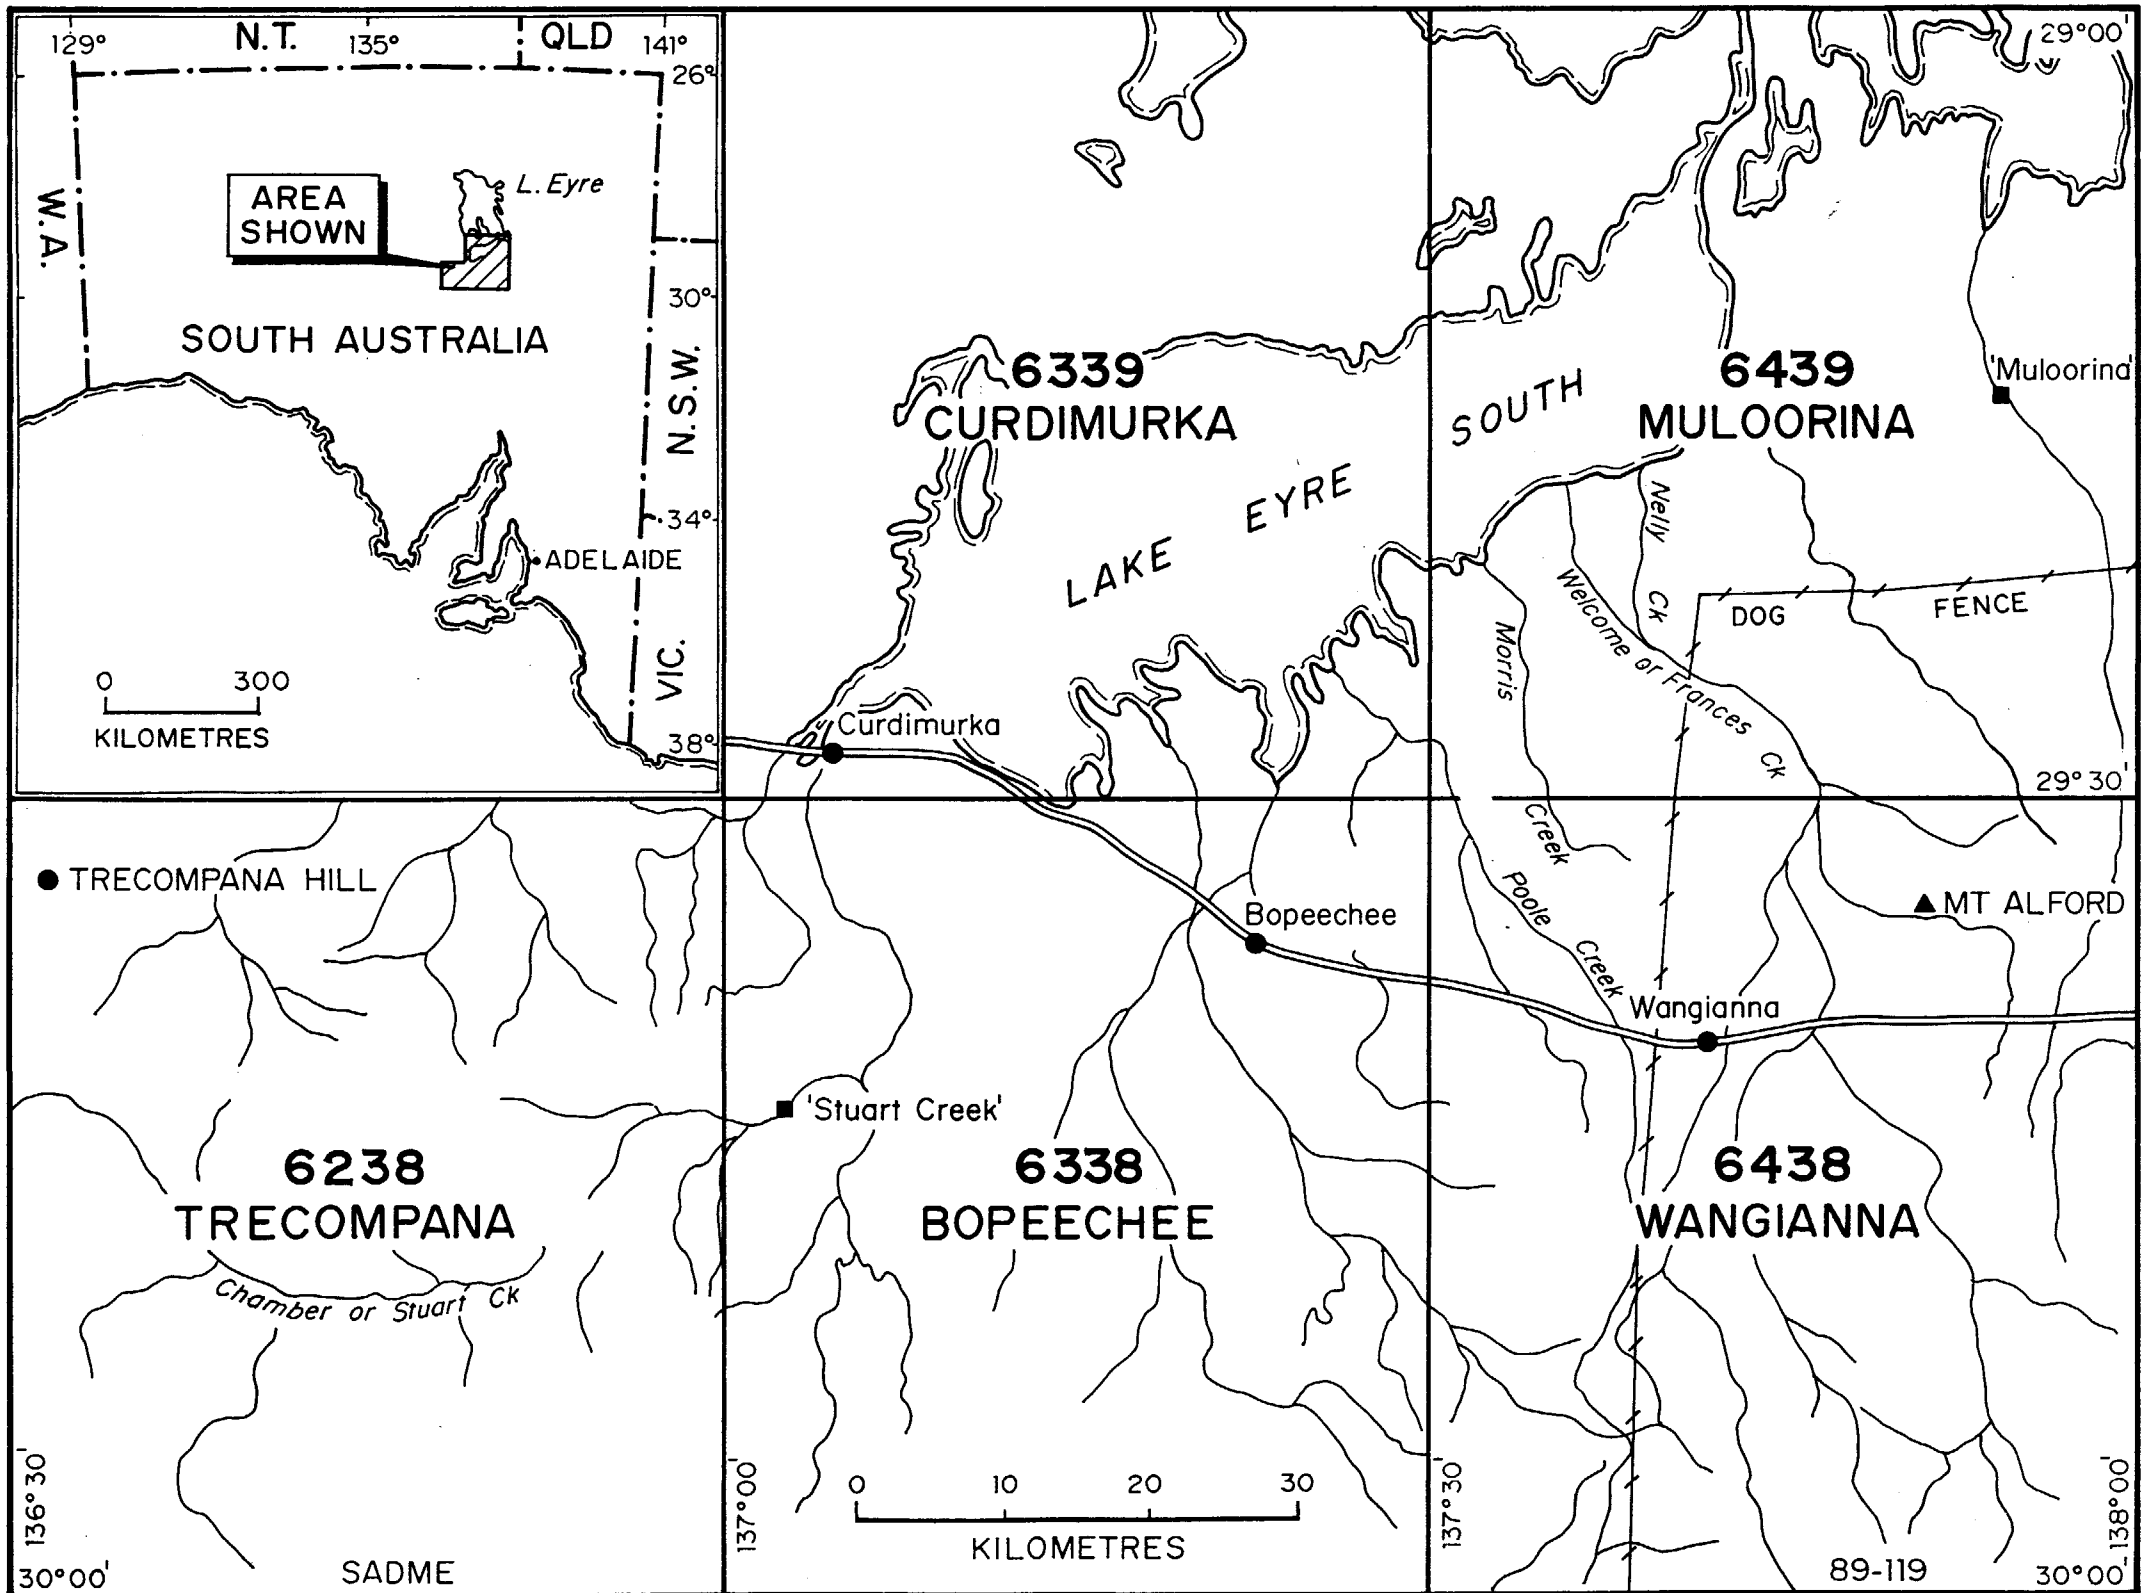 129°
N.T.
135°
QLD
141°
26°
W.A.
AREA
SHOWN
L. Eyre
30°
SOUTH AUSTRALIA
N.S.W.
34°
ADELAIDE
0 300
KILOMETRES
VIC.
38°
29°00'
6339
CURDIMURKA
LAKE EYRE SOUTH
6439
MULOORINA
'Muloorina'
Nelly Ck
Welcome or Frances Ck
Morris Creek
DOG FENCE
Curdimurka
29°30'
TRECOMPANA HILL
Bopeechee
Poole Creek
MT ALFORD
Wangianna
'Stuart Creek'
6238
TRECOMPANA
Chamber or Stuart Ck
6338
BOPEECHEE
6438
WANGIANNA
136°30'
30°00'
SADME
137°00'
0 10 20 30
KILOMETRES
137°30'
89-119
138°00'
30°00'